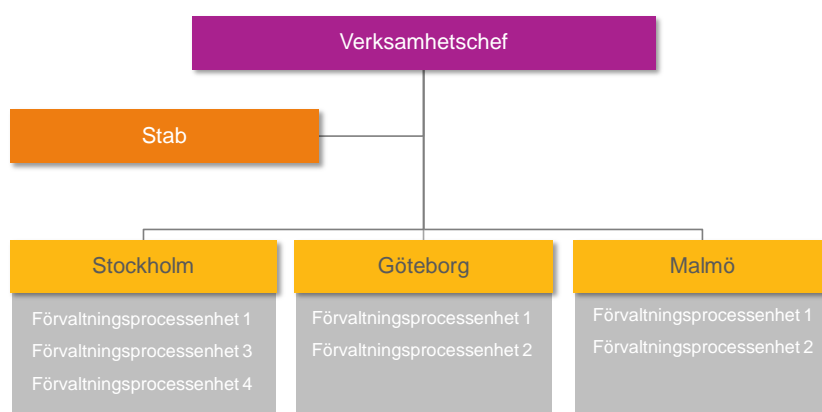 Verksamhetschef
Stab
Stockholm
Förvaltningsprocessenhet 1
Förvaltningsprocessenhet 3
Förvaltningsprocessenhet 4
Göteborg
Förvaltningsprocessenhet 1
Förvaltningsprocessenhet 2
Malmö
Förvaltningsprocessenhet 1
Förvaltningsprocessenhet 2